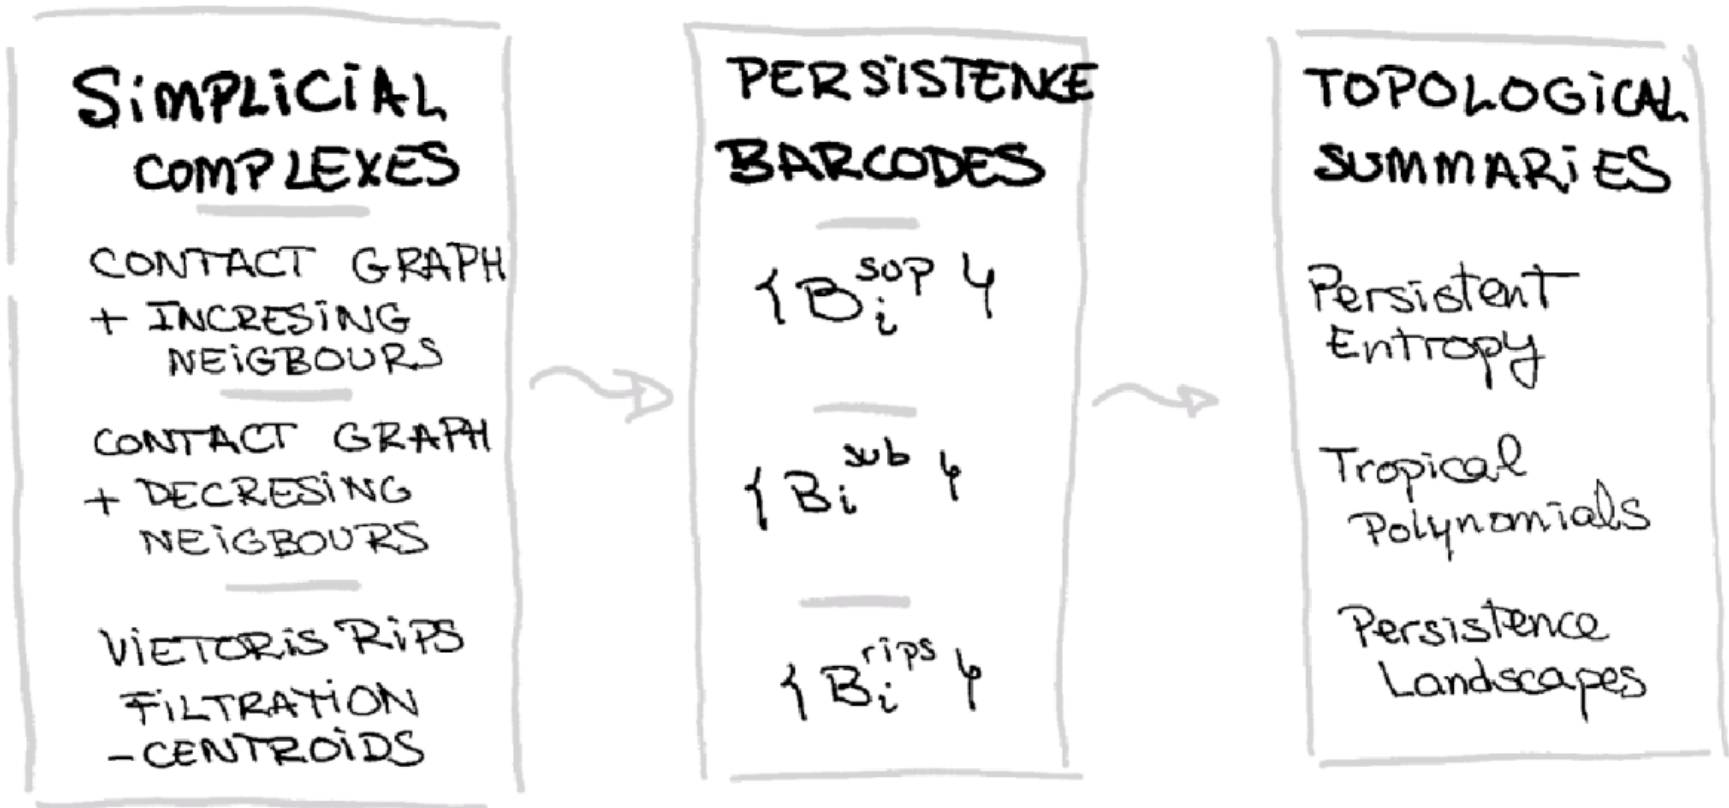 SiMPLiCiAL
COMPLEXES
CONTACT GRAPH
+ INCRESiNG
NEiGBOURS
CONTACT GRAPH
+ DECRESiNG
NEiGBOURS
ViETORiS RiPS
FiLTRATiON
- CENTROiDS
PERSiSTENCE
BARCODES
{B_i^sop}
{B_i^sub}
{B_i^rips}
TOPOLOGiCAL
SUMMARiES
Persistent
Entropy
Tropical
Polynomials
Persistence
Landscapes